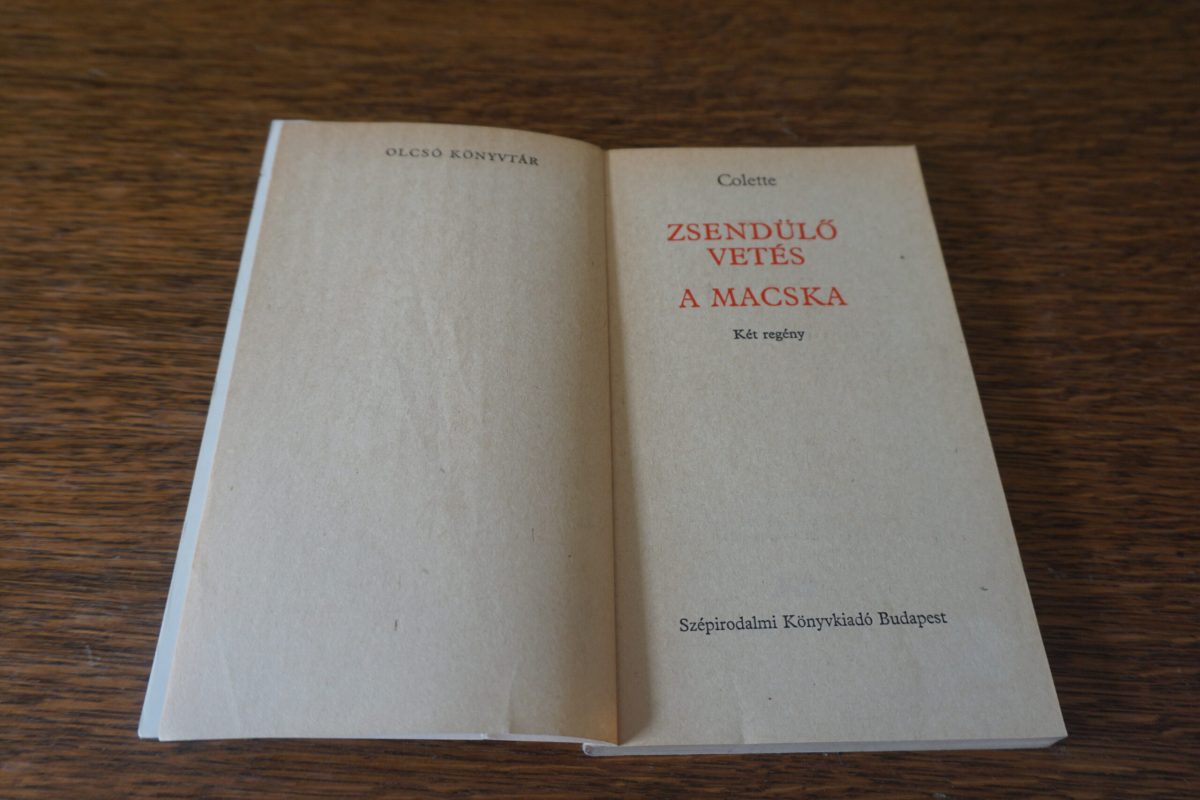 OLCSÓ KÖNYVTÁR
Colette
ZSENDÜLŐ
VETÉS
A MACSKA
Két regény
Szépirodalmi Könyvkiadó Budapest